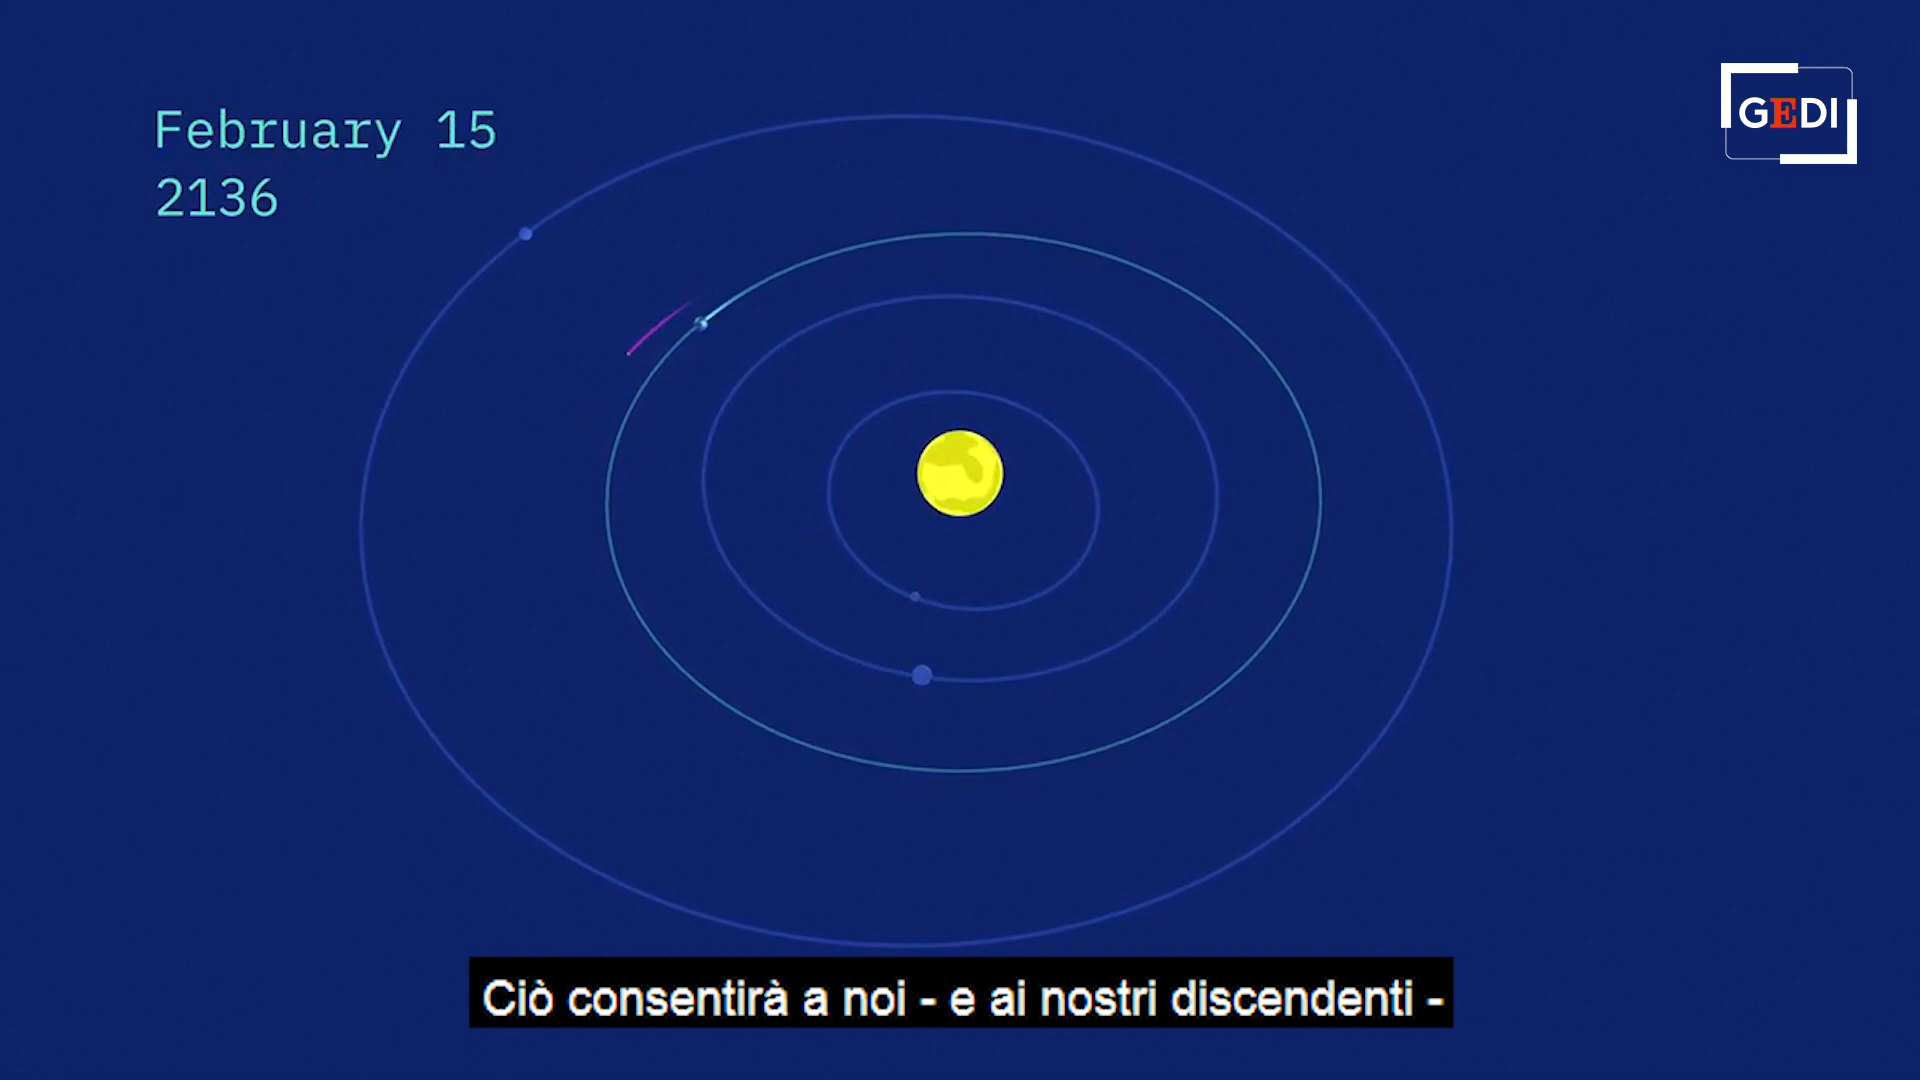 February 15
2136
GEDI
Ciò consentirà a noi - e ai nostri discendenti -